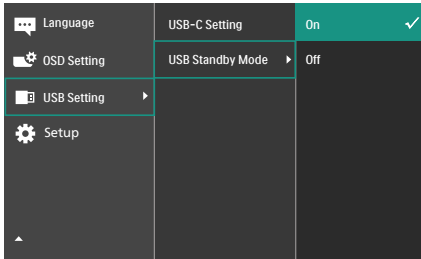 Language
OSD Setting
USB Setting
Setup
USB-C Setting
USB Standby Mode
On
Off